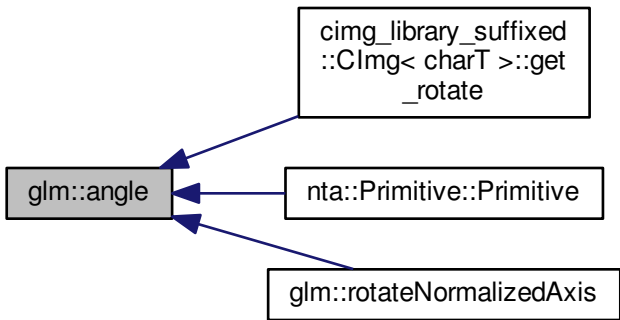 cimg_library_suffixed
::CImg< charT >::get
_rotate
glm::angle
nta::Primitive::Primitive
glm::rotateNormalizedAxis